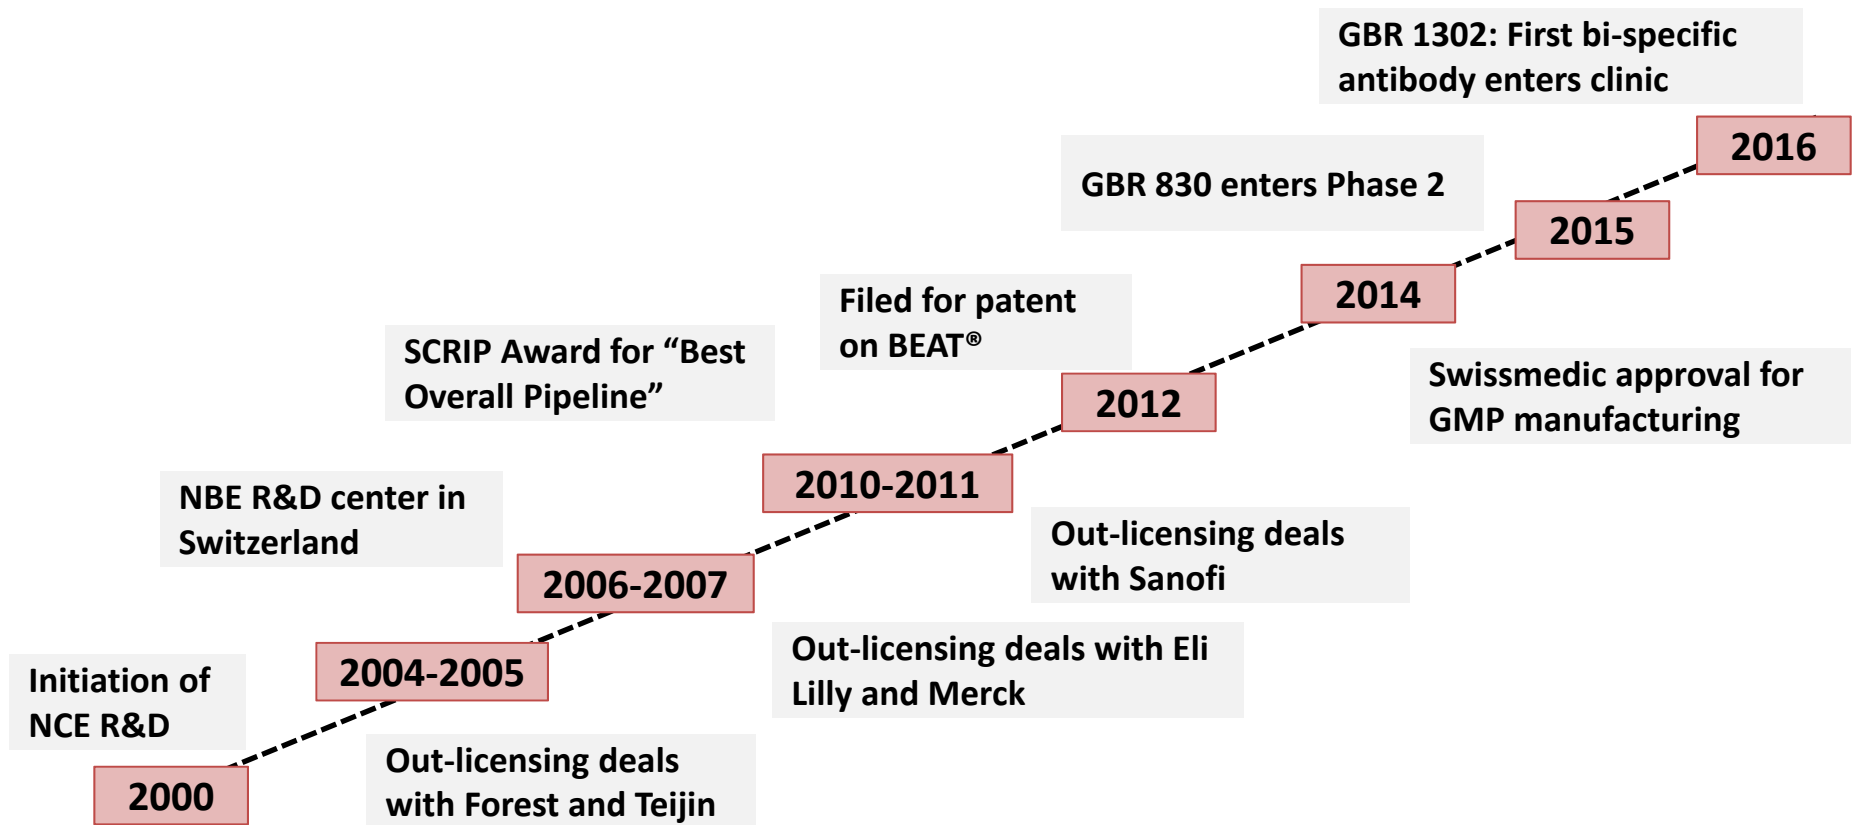 GBR 1302: First bi-specific
antibody enters clinic
2016
GBR 830 enters Phase 2
2015
Filed for patent
on BEAT®
2014
SCRIP Award for “Best
Overall Pipeline”
2012
Swissmedic approval for
GMP manufacturing
NBE R&D center in
Switzerland
2010-2011
Out-licensing deals
with Sanofi
2006-2007
Initiation of
NCE R&D
2004-2005
Out-licensing deals with Eli
Lilly and Merck
2000
Out-licensing deals
with Forest and Teijin